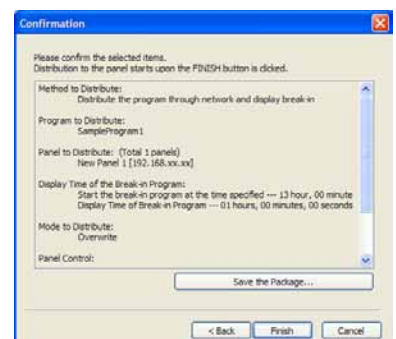 Confirmation
Please confirm the selected items.
Distribution to the panel starts upon the FINISH button is clicked.
Method to Distribute:
Distribute the program through network and display break-in
Program to Distribute:
SampleProgram1
Panel to Distribute: (Total 1 panels)
New Panel 1 [192.168.xx.xx]
Display Time of the Break-in Program:
Start the break-in program at the time specified --- 13 hour, 00 minute
Display Time of Break-in Program --- 01 hours, 00 minutes, 00 seconds
Mode to Distribute:
Overwrite
Panel Control:
Save the Package...
< Back
Finish
Cancel